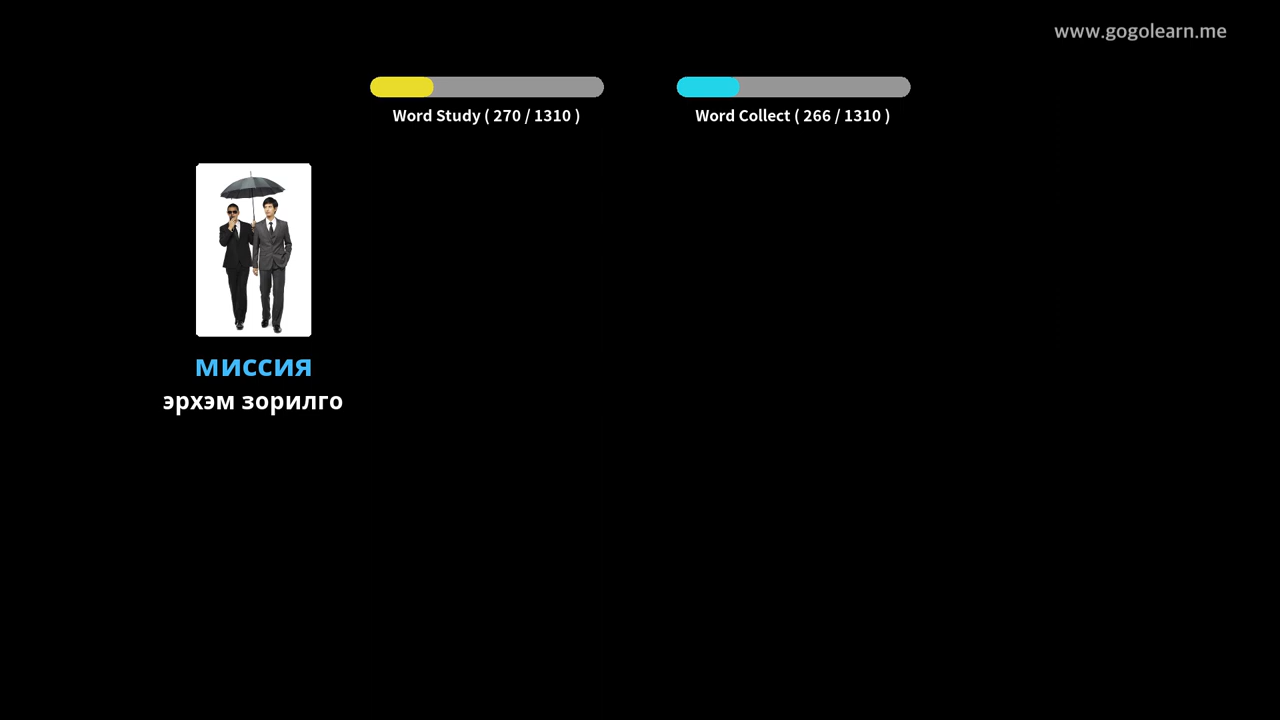 www.gogolearn.me
Word Study ( 270 / 1310 )
Word Collect ( 266 / 1310 )
миссия
эрхэм зорилго